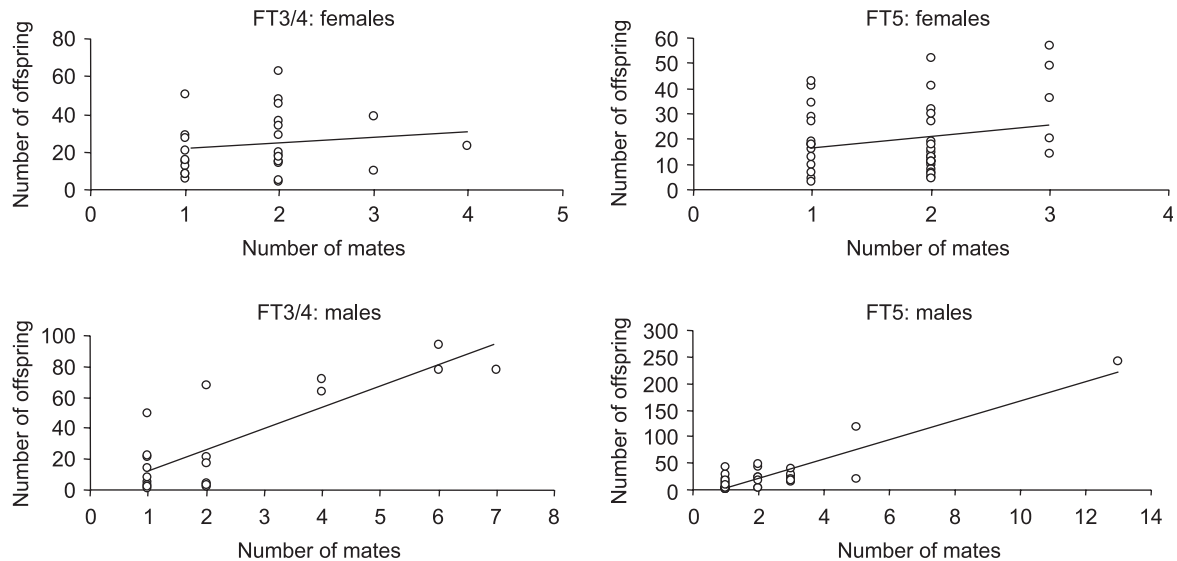 FT3/4: females
Number of offspring
80
60
40
20
0
0 1 2 3 4 5
Number of mates
FT5: females
Number of offspring
60
50
40
30
20
10
0
0 1 2 3 4
Number of mates
FT3/4: males
Number of offspring
100
80
60
40
20
0
0 1 2 3 4 5 6 7 8
Number of mates
FT5: males
Number of offspring
300
250
200
150
100
50
0
0 2 4 6 8 10 12 14
Number of mates